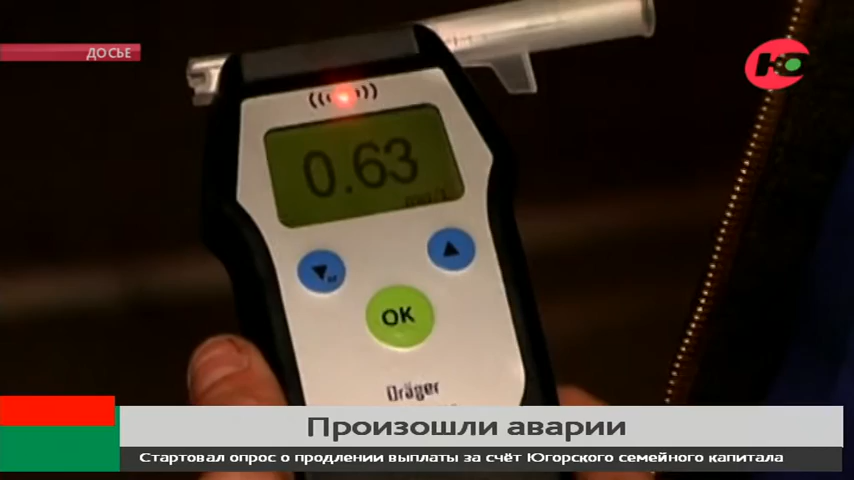 ДОСЬЕ
Ю
0.63
OK
Dräger
Произошли аварии
Стартовал опрос о продлении выплаты за счёт Югорского семейного капитала